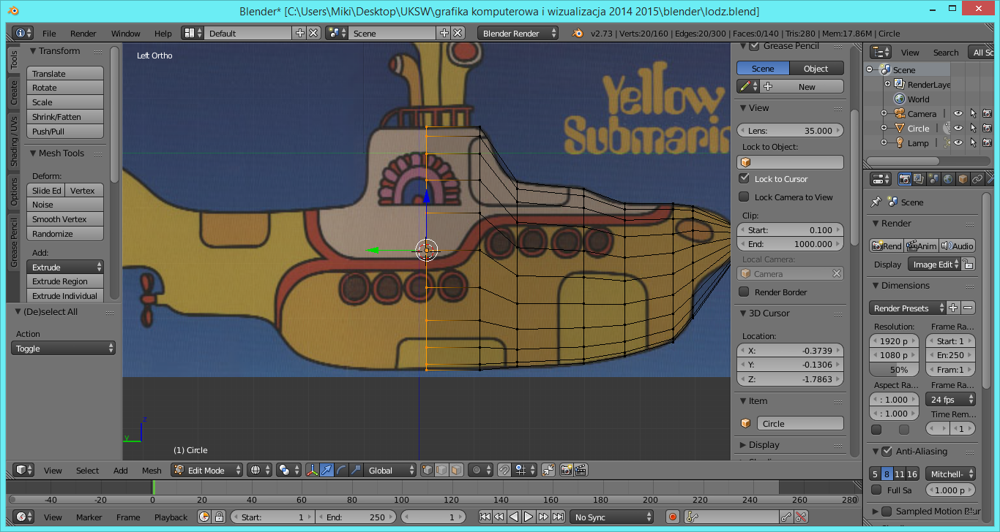 Blender* [C:\Users\Miki\Desktop\UKSW\grafika komputerowa i wizualizacja 2014 2015\blender\lodz.blend]
File Render Window Help Default Scene Blender Render v2.73 | Verts:20/160 | Edges:20/300 | Faces:0/140 | Tris:280 | Mem:17.86M | Circle
Tools
Create
Shading / UVs
Options
Grease Pencil
Transform
Translate
Rotate
Scale
Shrink/Fatten
Push/Pull
Mesh Tools
Deform:
Slide Ed Vertex
Noise
Smooth Vertex
Randomize
Add:
Extrude
Extrude Region
Extrude Individual
(De)select All
Action
Toggle
Left Ortho
Yellow
Submarin
z
y
(1) Circle
Grease Pencil
Scene Object
New
View
Lens: 35.000
Lock to Object:
Lock to Cursor
Lock Camera to View
Clip:
Start: 0.100
End: 1000.000
Local Camera:
Camera
Render Border
3D Cursor
Location:
X: -0.3739
Y: -0.1306
Z: -1.7863
Item
Circle
Display
View Search All Sc
Scene
RenderLaye
World
Camera
Circle
Lamp
Scene
Render
Rend Anim Audio
Display Image Edit
Dimensions
Render Presets
Resolution: Frame Ra...
1920 p Start: 1
1080 p En:250
50% Fram:1
Aspect Ra... Frame Ra...
: 1.000 24 fps
: 1.000 Time Rem...
1
Anti-Aliasing
5 8 11 16 Mitchell-
Full Sa 1.000 p
Sampled Motion Blur
View Select Add Mesh Edit Mode Global
-40 -20 0 20 40 60 80 100 120 140 160 180 200 220 240 260 280
View Marker Frame Playback Start: 1 End: 250 1 No Sync